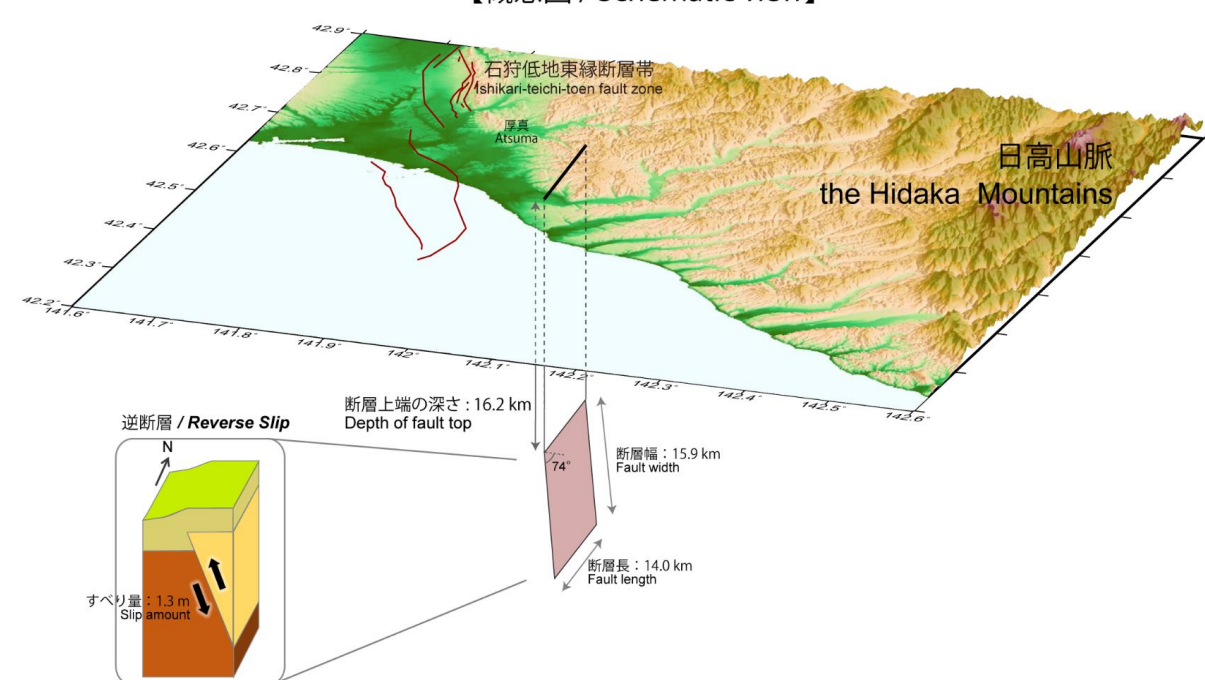 【概念図 / Schematic view】
42.9°
42.8°
42.7°
42.6°
42.5°
42.4°
42.3°
42.2°
141.6°
141.7°
141.8°
141.9°
142°
142.1°
142.2°
142.3°
142.4°
142.5°
142.6°
石狩低地東縁断層帯
Ishikari-teichi-toen fault zone
厚真
Atsuma
日高山脈
the Hidaka Mountains
断層上端の深さ : 16.2 km
Depth of fault top
74°
断層幅：15.9 km
Fault width
断層長：14.0 km
Fault length
逆断層 / Reverse Slip
N
すべり量：1.3 m
Slip amount